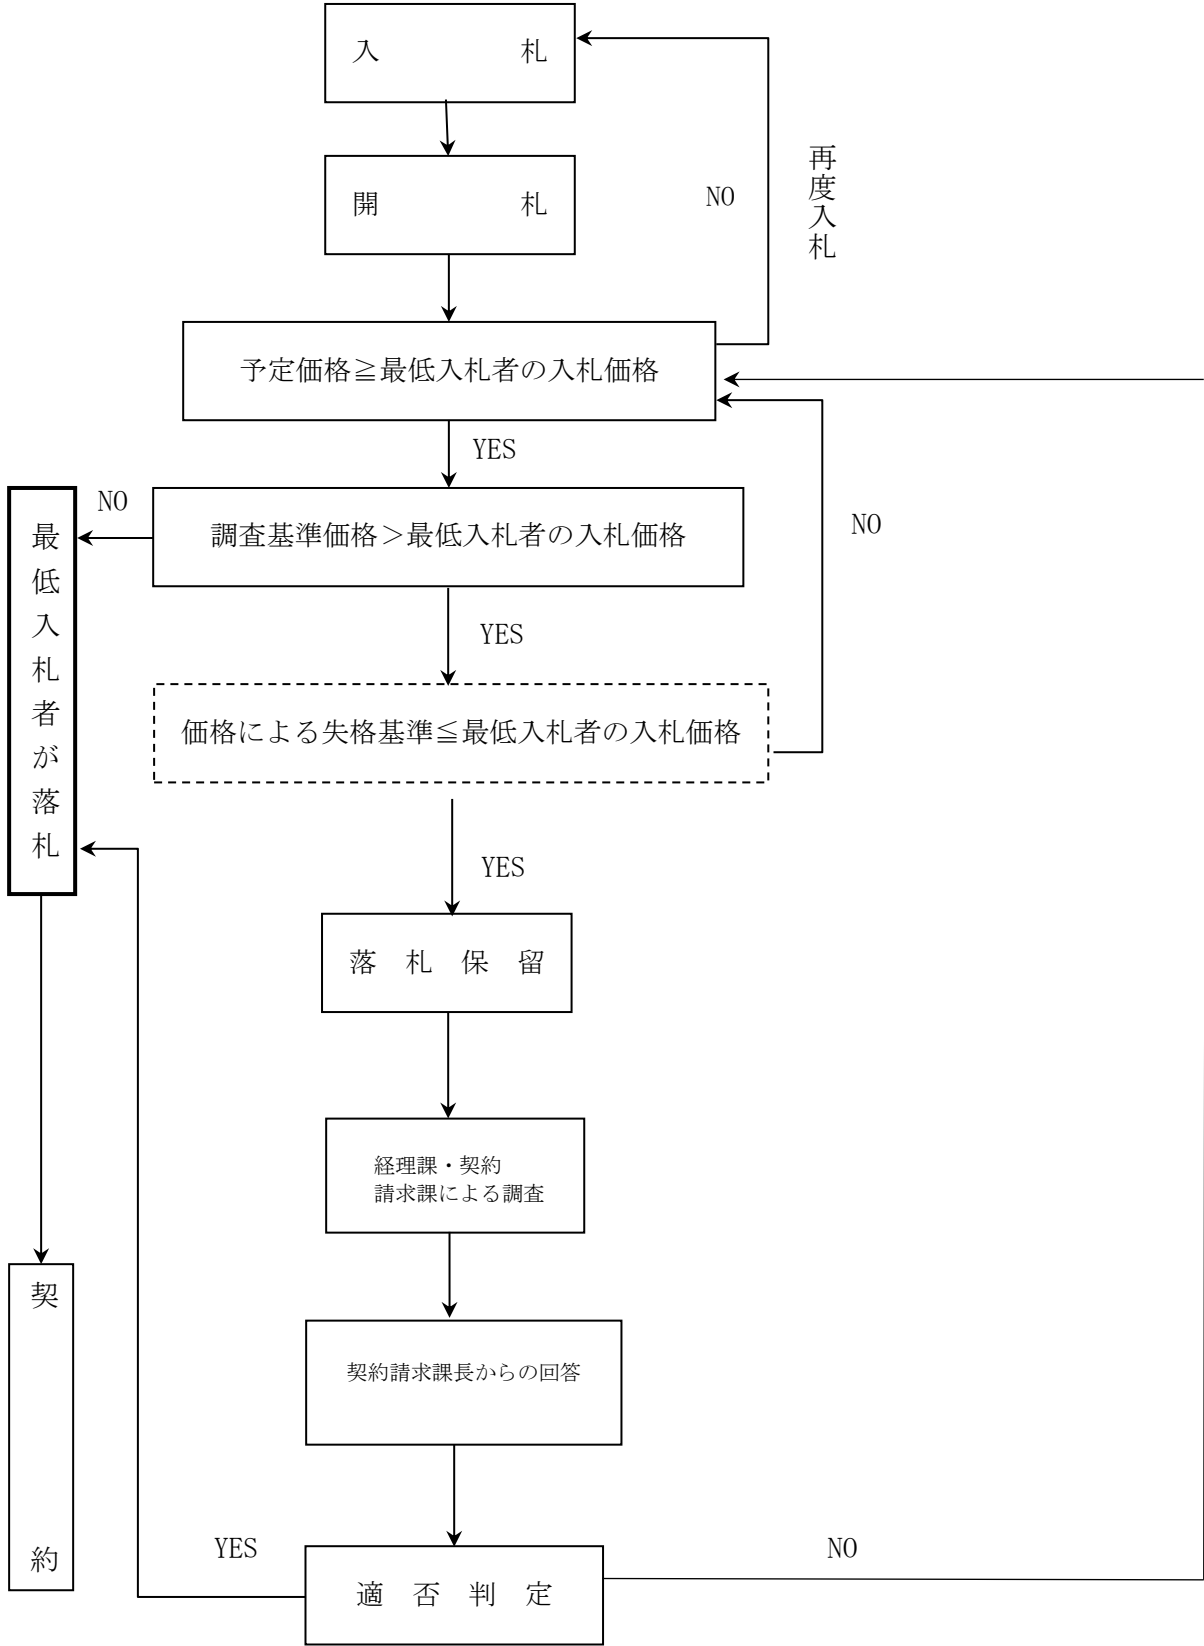 入　　　　　札
開　　　　　札
再度入札
NO
予定価格≧最低入札者の入札価格
YES
NO
調査基準価格＞最低入札者の入札価格
NO
最低入札者が落札
YES
価格による失格基準≦最低入札者の入札価格
YES
落　札　保　留
経理課・契約
請求課による調査
契約請求課長からの回答
契　　　　　約
YES
NO
適　否　判　定